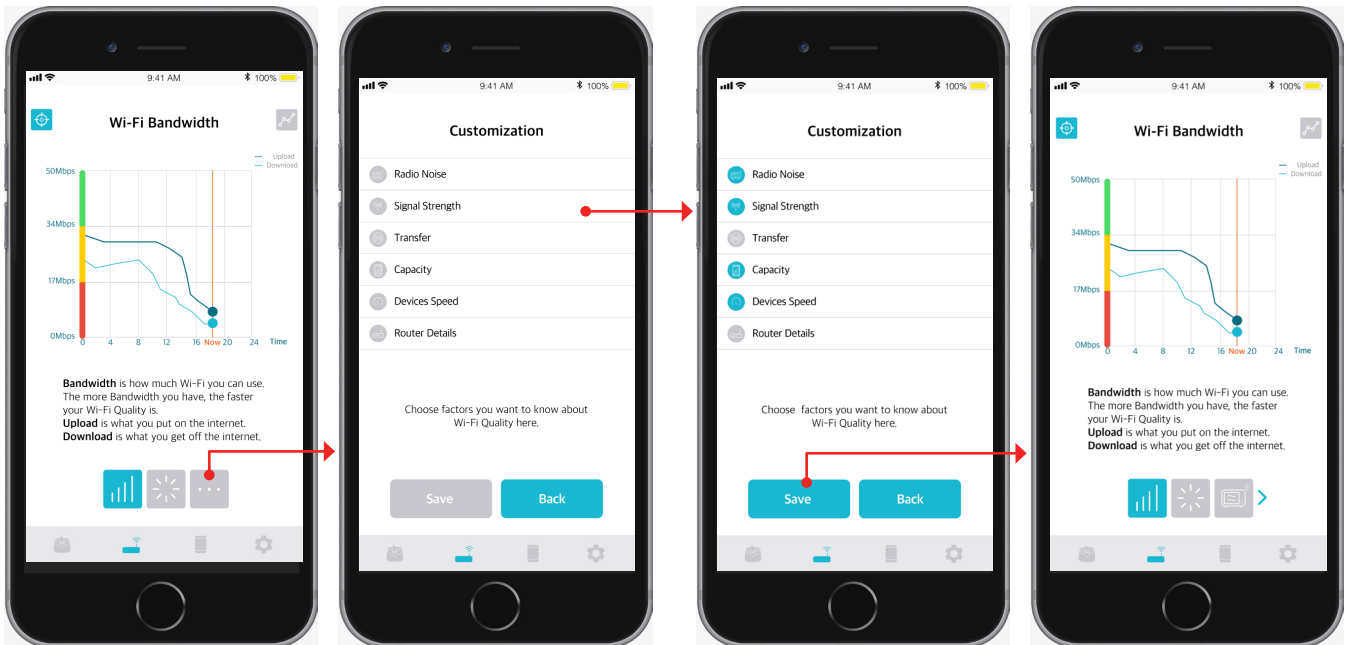 9:41 AM
100%
Wi-Fi Bandwidth
Upload
Download
50Mbps
34Mbps
17Mbps
0Mbps
0 4 8 12 16 Now 20 24 Time
Bandwidth is how much Wi-Fi you can use.
The more Bandwidth you have, the faster
your Wi-Fi Quality is.
Upload is what you put on the internet.
Download is what you get off the internet.
9:41 AM
100%
Customization
Radio Noise
Signal Strength
Transfer
Capacity
Devices Speed
Router Details
Choose factors you want to know about
Wi-Fi Quality here.
Save
Back
9:41 AM
100%
Customization
Radio Noise
Signal Strength
Transfer
Capacity
Devices Speed
Router Details
Choose factors you want to know about
Wi-Fi Quality here.
Save
Back
9:41 AM
100%
Wi-Fi Bandwidth
Upload
Download
50Mbps
34Mbps
17Mbps
0Mbps
0 4 8 12 16 Now 20 24 Time
Bandwidth is how much Wi-Fi you can use.
The more Bandwidth you have, the faster
your Wi-Fi Quality is.
Upload is what you put on the internet.
Download is what you get off the internet.